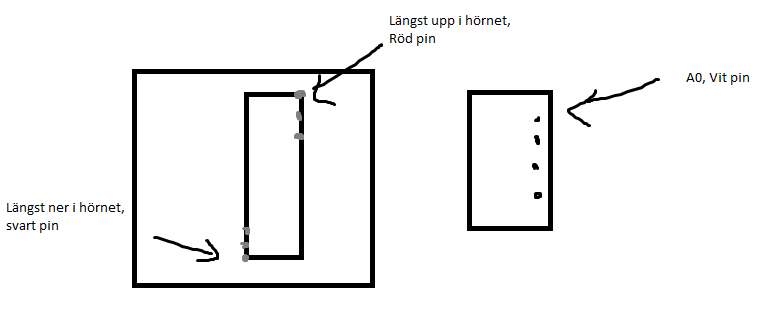 Längst upp i hörnet,
Röd pin
A0, Vit pin
Längst ner i hörnet,
svart pin